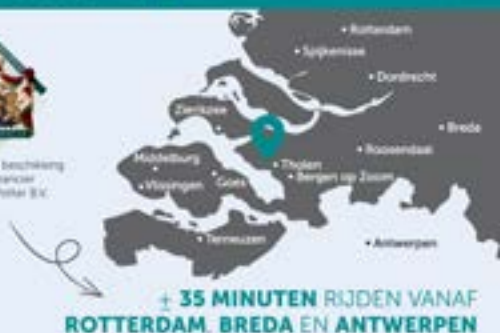 Rotterdam
Spijkenisse
Dordrecht
Zierikzee
Breda
Roosendaal
Middelburg
Tholen
Goes
Bergen op Zoom
Vlissingen
Terneuzen
Antwerpen
beschikking
B.V.
± 35 MINUTEN RIJDEN VANAF
ROTTERDAM, BREDA EN ANTWERPEN